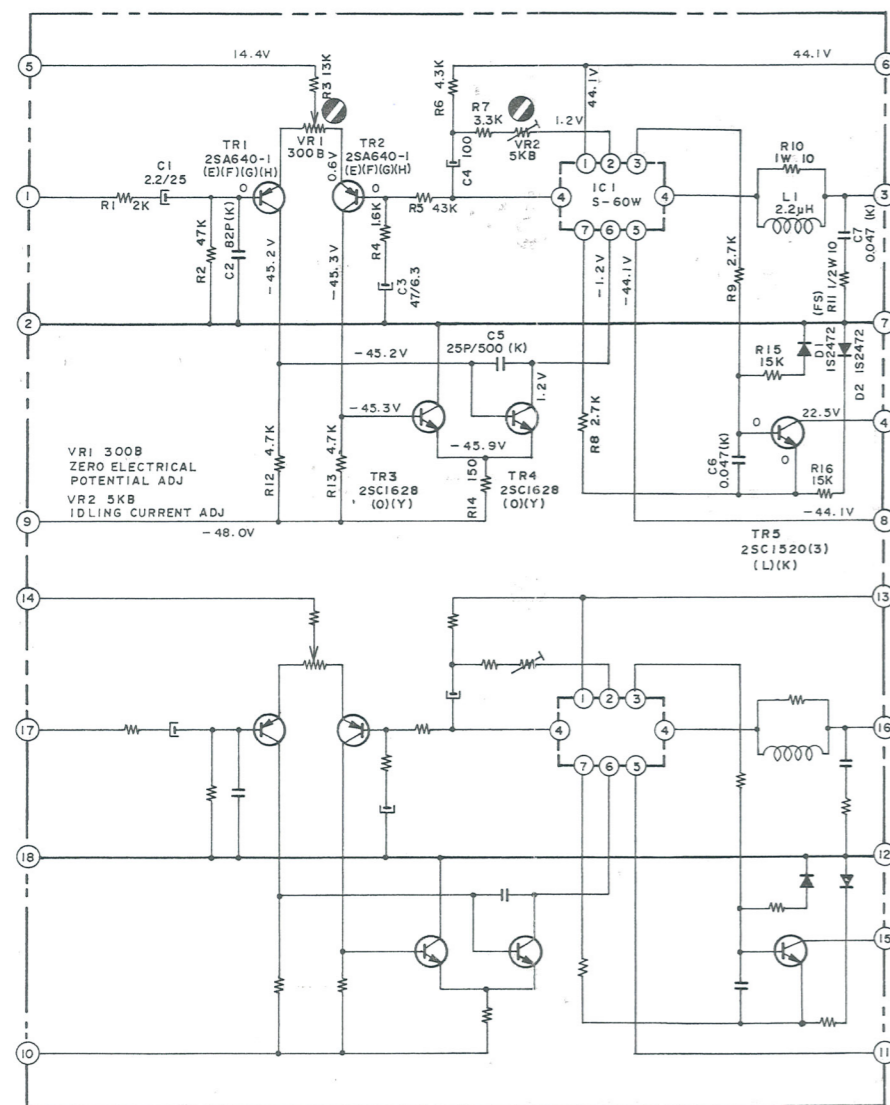 5
14.4V
R3 13K
R6 4.3K
44.1V
44.1V
6
R7
3.3K
1.2V
VR1
300B
VR2
5KB
TR1
2SA640-1
(E)(F)(G)(H)
TR2
2SA640-1
(E)(F)(G)(H)
0.6V
C4 100
1
2
3
R10
1W 10
C1
2.2/25
1
R1 2K
0
0
R5 43K
4
IC1
S-60W
4
L1
2.2μH
3
R2 47K
C2 82P(K)
-45.2V
-45.3V
R4 1.6K
C3
47/6.3
7
6
5
-1.2V
-44.1V
R9 2.7K
C7
0.047 (K)
R11 1/2W 10
(FS)
2
7
C5
25P/500 (K)
-45.2V
1.2V
R15
15K
D1
1S2472
D2 1S2472
-45.3V
R8 2.7K
22.5V
4
0
0
-45.9V
VR1 300B
ZERO ELECTRICAL
POTENTIAL ADJ
VR2 5KB
IDLING CURRENT ADJ
R12 4.7K
R13 4.7K
TR3
2SC1628
(O)(Y)
R14 150
TR4
2SC1628
(O)(Y)
C6
0.047(K)
R16
15K
9
-48.0V
-44.1V
8
TR5
2SC1520(3)
(L)(K)
14
13
1
2
3
17
4
4
16
7
6
5
18
12
15
10
11